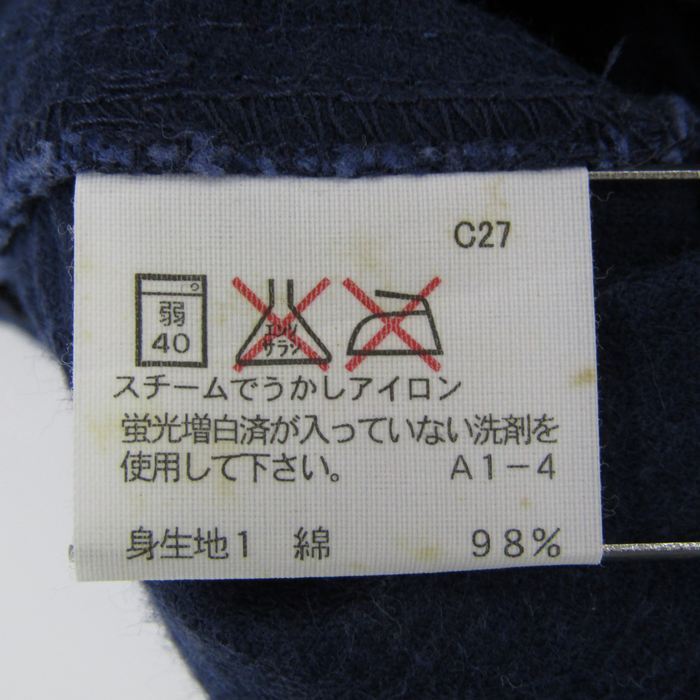 C27
弱
40
エンソ
サラシ
スチームでうかしアイロン
蛍光増白済が入っていない洗剤を
使用して下さい。 A1-4
身生地1 綿 98%